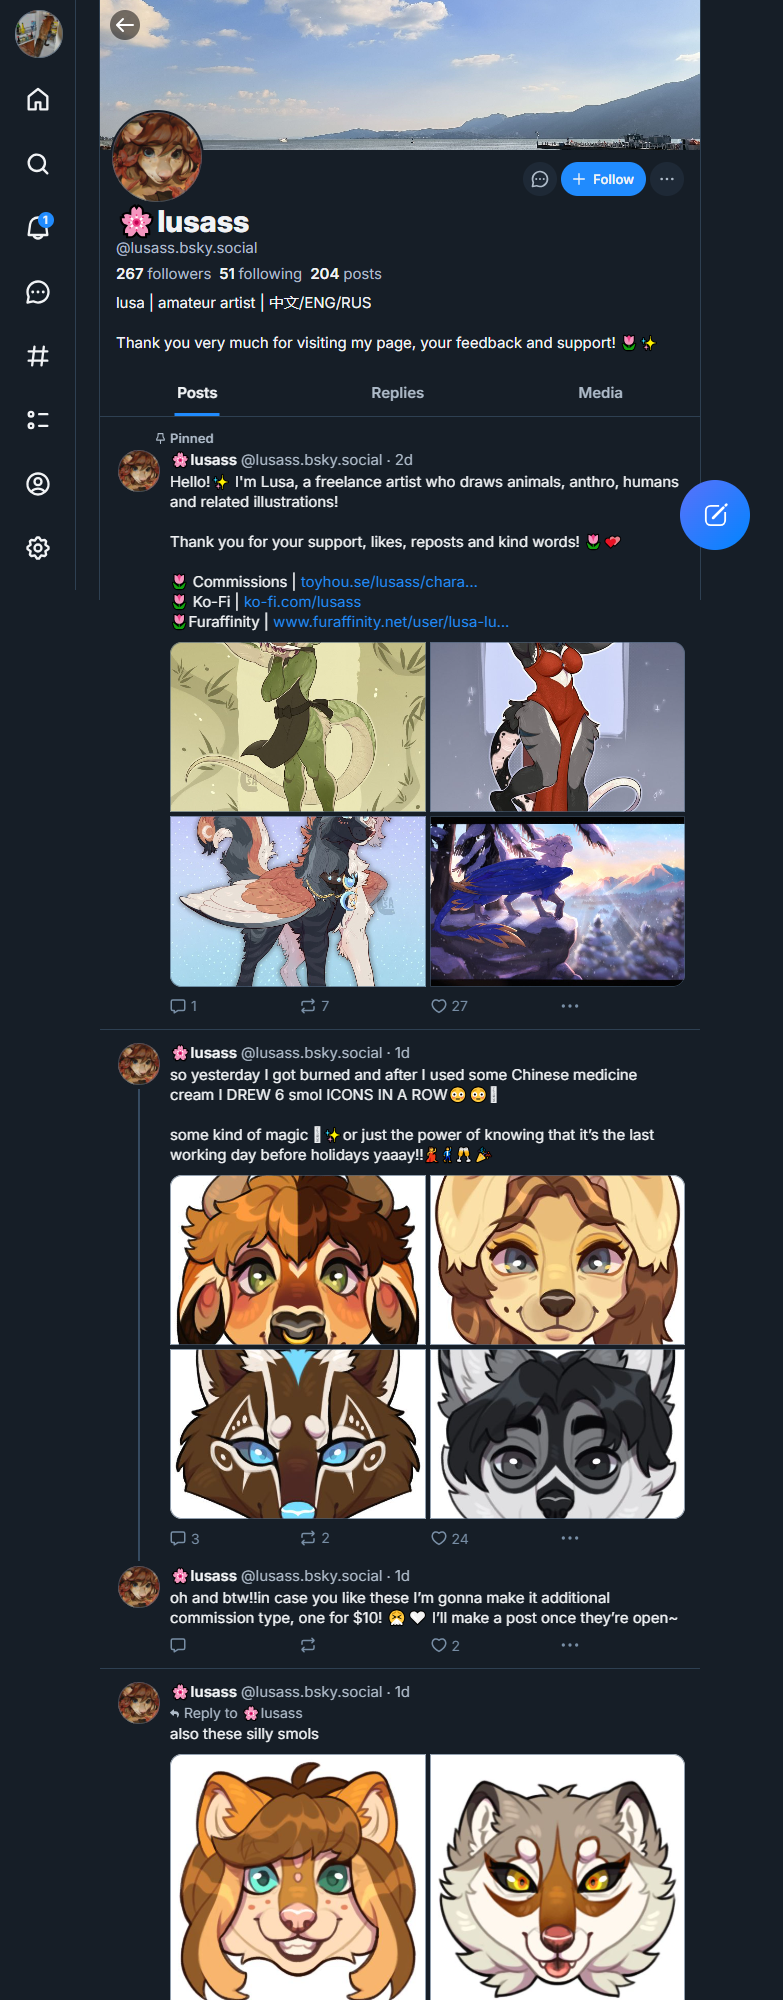 1
Follow
🌸lusass
@lusass.bsky.social
267 followers 51 following 204 posts
lusa | amateur artist | 中文/ENG/RUS
Thank you very much for visiting my page, your feedback and support! 🌷✨
Posts Replies Media
Pinned
🌸lusass @lusass.bsky.social · 2d
Hello!✨ I'm Lusa, a freelance artist who draws animals, anthro, humans
and related illustrations!
Thank you for your support, likes, reposts and kind words! 🌷💕
🌷 Commissions | toyhou.se/lusass/chara...
🌷 Ko-Fi | ko-fi.com/lusass
🌷Furaffinity | www.furaffinity.net/user/lusa-lu...
1 7 27
🌸lusass @lusass.bsky.social · 1d
so yesterday I got burned and after I used some Chinese medicine
cream I DREW 6 smol ICONS IN A ROW😳😳
some kind of magic ✨or just the power of knowing that it's the last
working day before holidays yaaay!!💃🕺🥂🎉
3 2 24
🌸lusass @lusass.bsky.social · 1d
oh and btw!!in case you like these I'm gonna make it additional
commission type, one for $10! 😤🤍 I'll make a post once they're open~
2
🌸lusass @lusass.bsky.social · 1d
Reply to 🌸lusass
also these silly smols